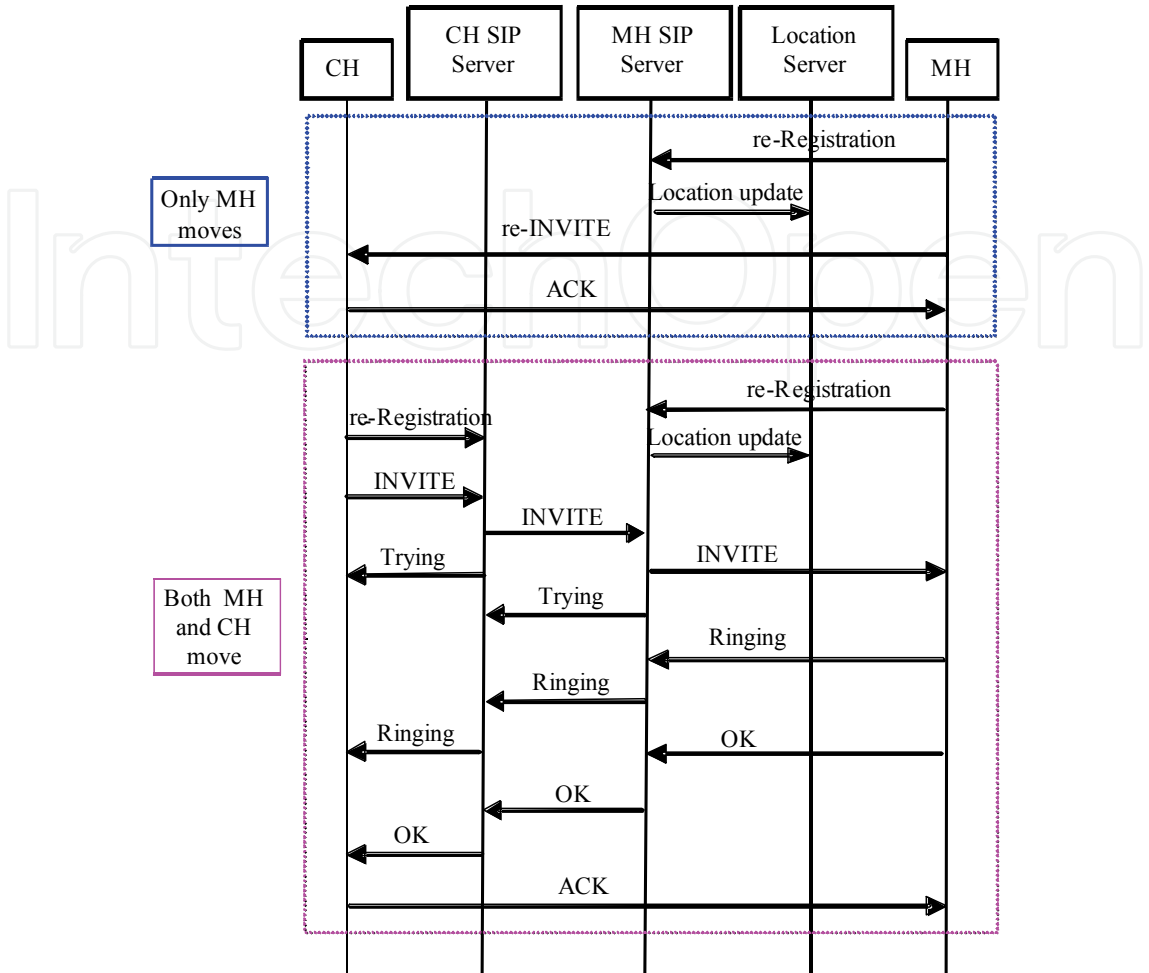 CH
CH SIP
Server
MH SIP
Server
Location
Server
MH
re-Registration
Only MH
moves
Location update
re-INVITE
ACK
IntechOpen
re-Registration
re-Registration
Location update
INVITE
INVITE
INVITE
Trying
Both MH
and CH
move
Trying
Ringing
Ringing
Ringing
OK
OK
OK
ACK